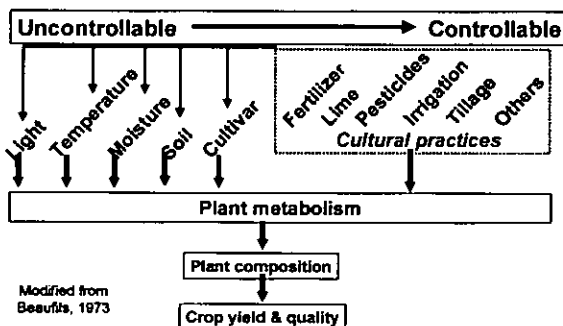 Uncontrollable Controllable
Light
Temperature
Moisture
Soil
Cultivar
Fertilizer
Lime
Pesticides
Irrigation
Tillage
Others
Cultural practices
Plant metabolism
Plant composition
Modified from
Beaufils, 1973
Crop yield & quality